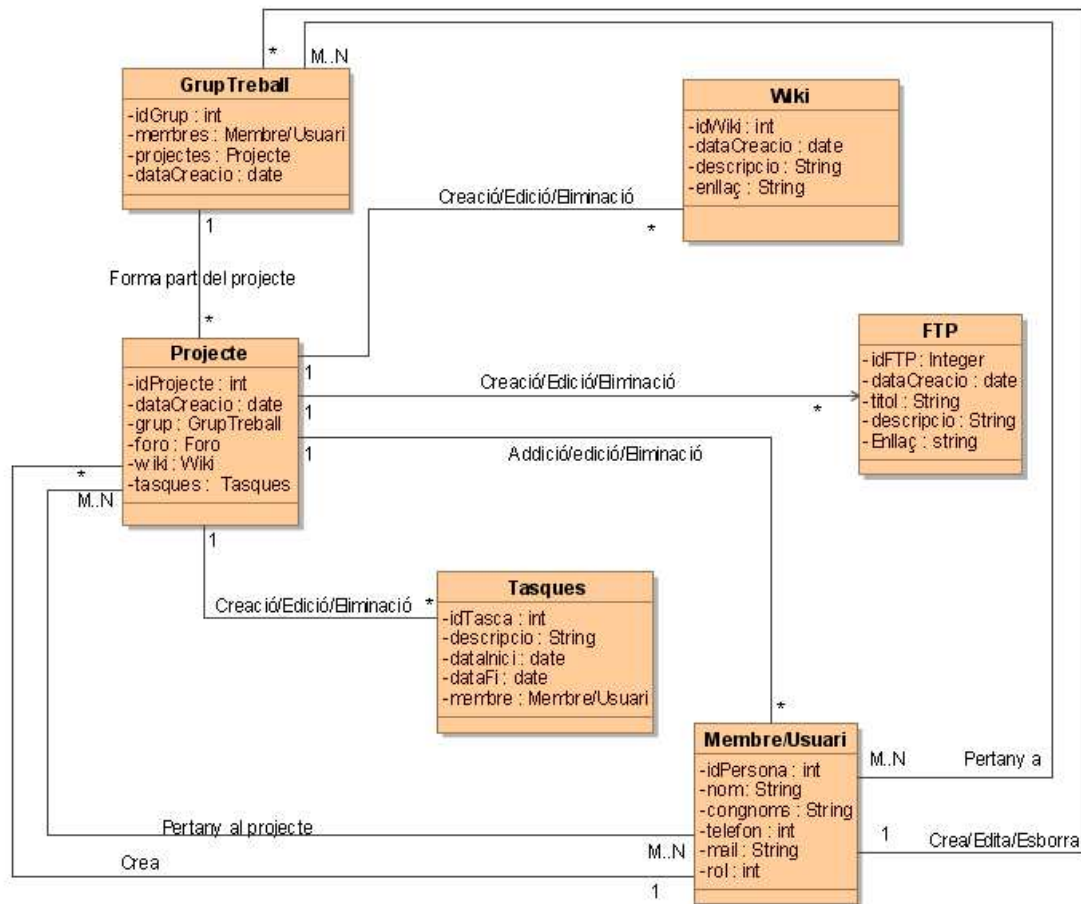 *
M..N
GrupTreball
-idGrup : int
-membres : Membre/Usuari
-projectes : Projecte
-dataCreacio : date
Wiki
-idWiki : int
-dataCreacio : date
-descripcio : String
-enllaç : String
Creació/Edició/Eliminació
*
1
Forma part del projecte
*
Projecte
-idProjecte : int
-dataCreacio : date
-grup : GrupTreball
-foro : Foro
-wiki : Wiki
-tasques : Tasques
1
1
1
Creació/Edició/Eliminació
*
FTP
-idFTP : Integer
-dataCreacio : date
-titol : String
-descripcio : String
-Enllaç : string
Addició/edició/Eliminació
*
M..N
1
Creació/Edició/Eliminació
*
Tasques
-idTasca : int
-descripcio : String
-dataInici : date
-dataFi : date
-membre : Membre/Usuari
*
Membre/Usuari
-idPersona : int
-nom : String
-congnoms : String
-telefon : int
-mail : String
-rol : int
M..N
Pertany a
1
Crea/Edita/Esborra
Pertany al projecte
M..N
Crea
1